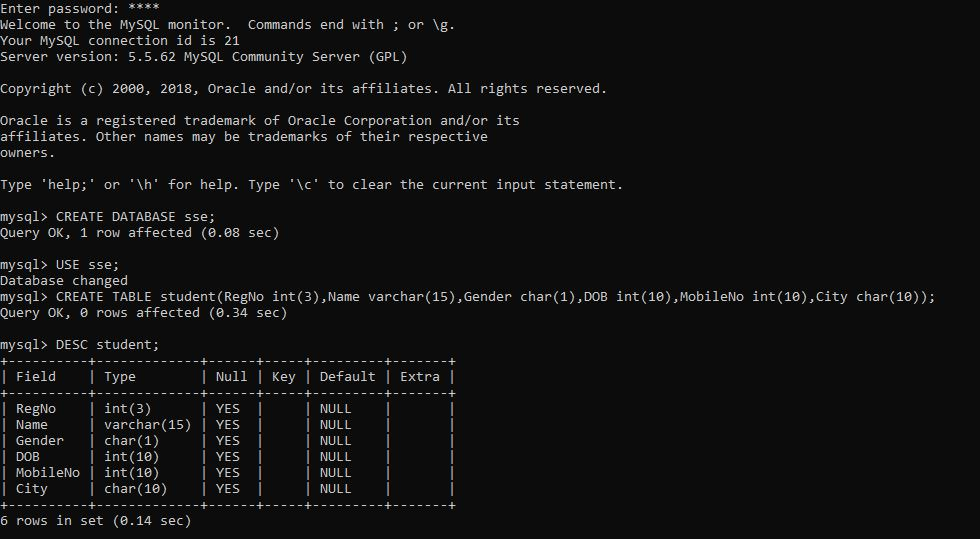 Enter password: ****
Welcome to the MySQL monitor.  Commands end with ; or \g.
Your MySQL connection id is 21
Server version: 5.5.62 MySQL Community Server (GPL)

Copyright (c) 2000, 2018, Oracle and/or its affiliates. All rights reserved.

Oracle is a registered trademark of Oracle Corporation and/or its
affiliates. Other names may be trademarks of their respective
owners.

Type 'help;' or '\h' for help. Type '\c' to clear the current input statement.

mysql> CREATE DATABASE sse;
Query OK, 1 row affected (0.08 sec)

mysql> USE sse;
Database changed
mysql> CREATE TABLE student(RegNo int(3),Name varchar(15),Gender char(1),DOB int(10),MobileNo int(10),City char(10));
Query OK, 0 rows affected (0.34 sec)

mysql> DESC student;
+----------+-------------+------+-----+---------+-------+
| Field    | Type        | Null | Key | Default | Extra |
+----------+-------------+------+-----+---------+-------+
| RegNo    | int(3)      | YES  |     | NULL    |       |
| Name     | varchar(15) | YES  |     | NULL    |       |
| Gender   | char(1)     | YES  |     | NULL    |       |
| DOB      | int(10)     | YES  |     | NULL    |       |
| MobileNo | int(10)     | YES  |     | NULL    |       |
| City     | char(10)    | YES  |     | NULL    |       |
+----------+-------------+------+-----+---------+-------+
6 rows in set (0.14 sec)